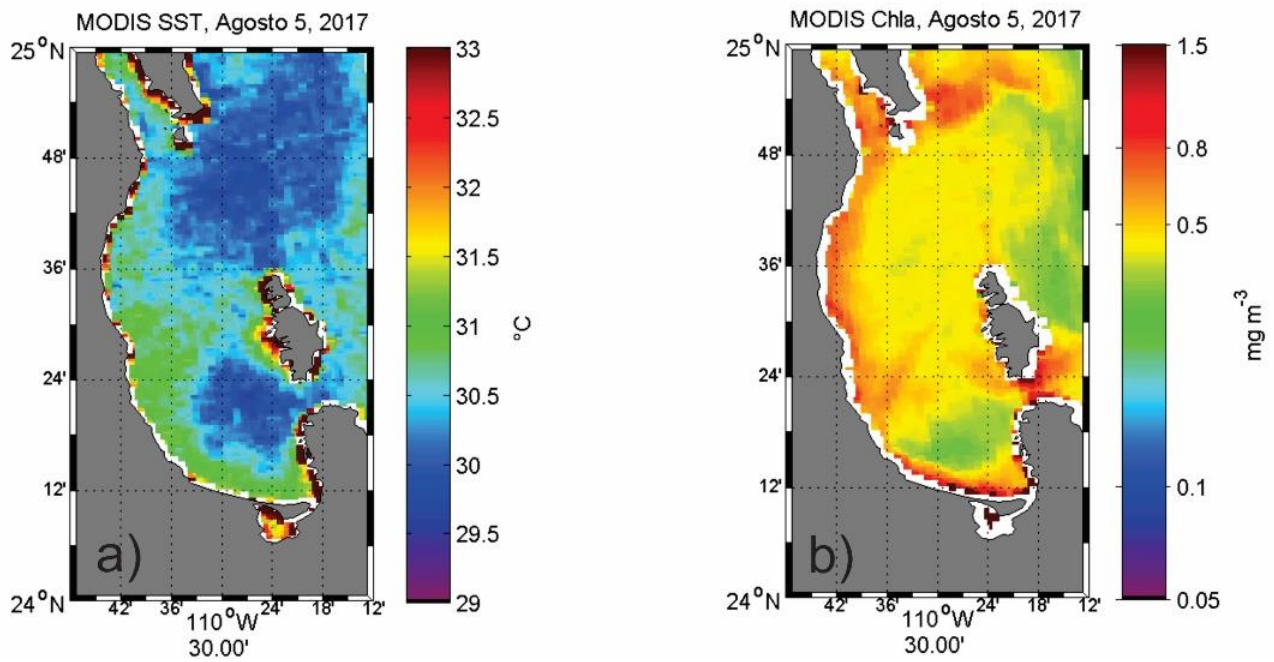 MODIS SST, Agosto 5, 2017
25°N
48'
36'
24'
12'
24°N
42'
36'
110°W
30.00'
24'
18'
12'
33
32.5
32
31.5
31
30.5
30
29.5
29
°C
a)
MODIS Chla, Agosto 5, 2017
25°N
48'
36'
24'
12'
24°N
42'
36'
110°W
30.00'
24'
18'
12'
1.5
0.8
0.5
0.1
0.05
mg m⁻³
b)